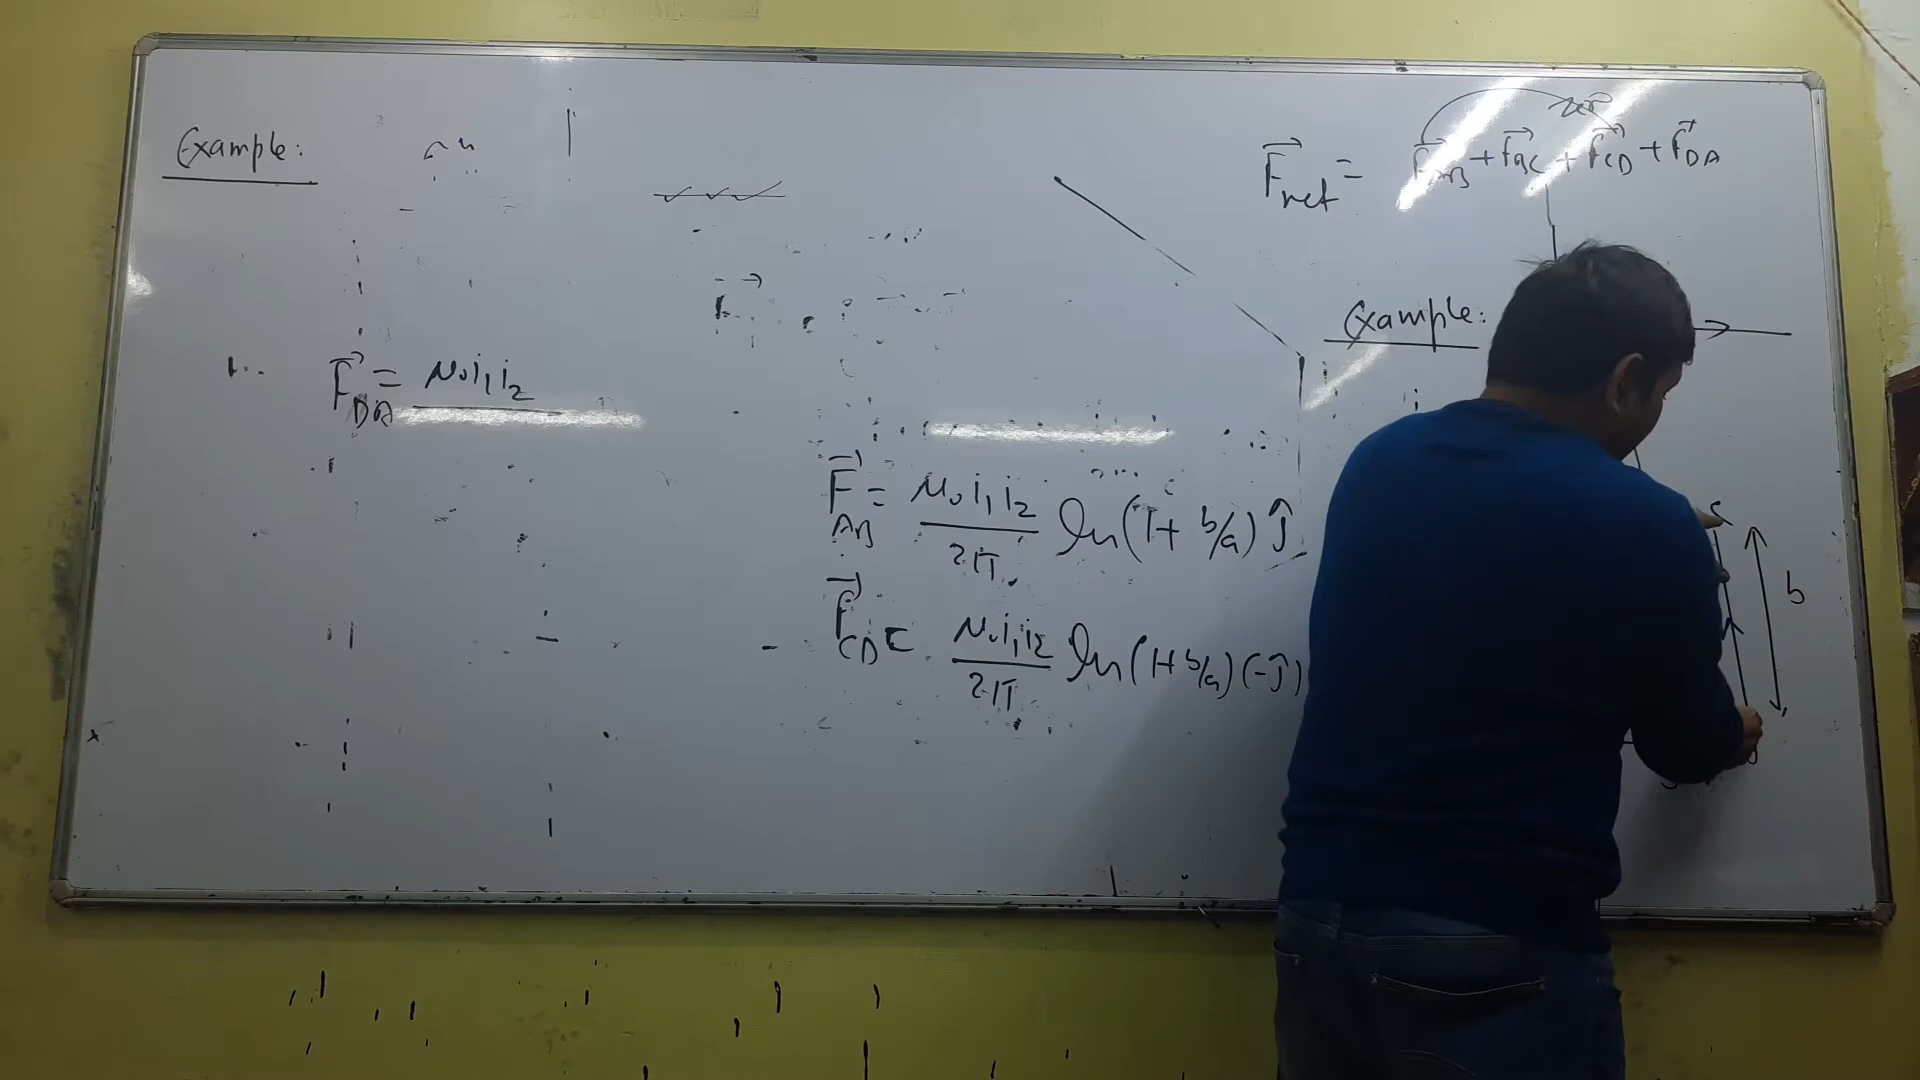 Example:
F⃗net = F⃗AB + F⃗BC + F⃗CD + F⃗DA
zero
Example:
F⃗DA = μ₀i₁i₂
F⃗AB = μ₀i₁i₂/2π ln(1 + b/a) ĵ
F⃗CD = μ₀i₁i₂/2π ln(1 + b/a)(-ĵ)
C
b